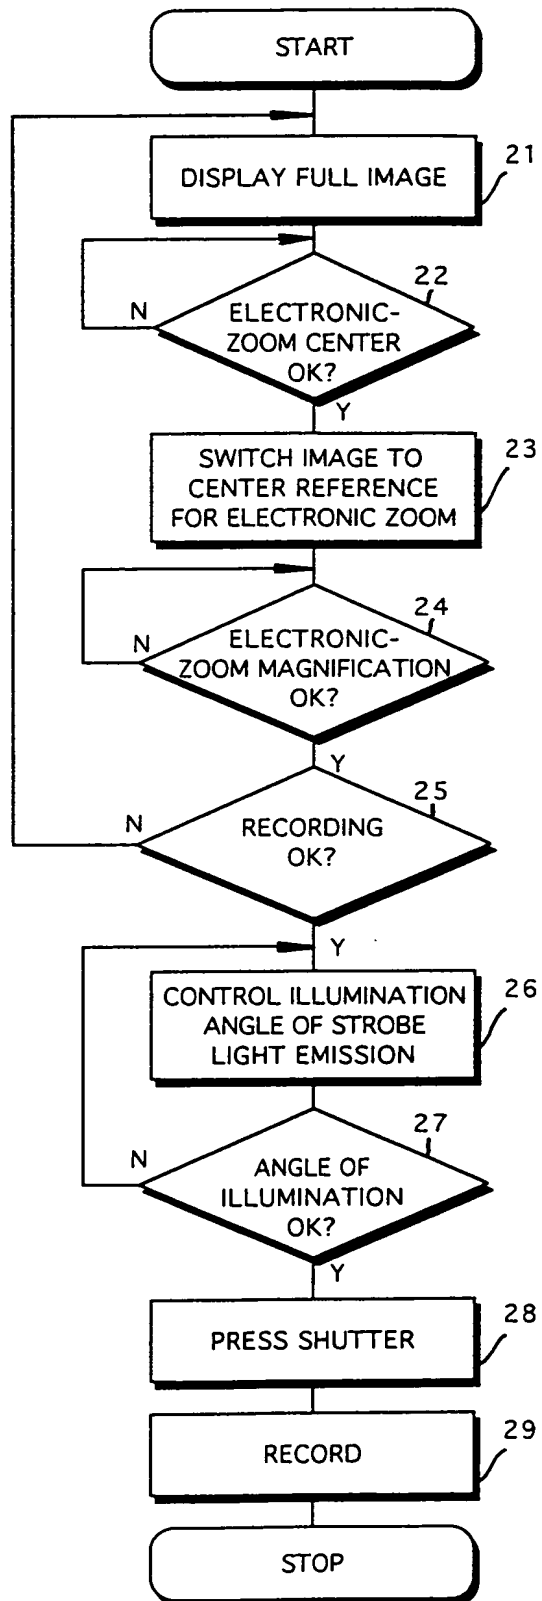 START
DISPLAY FULL IMAGE
21
22
N
ELECTRONIC-
ZOOM CENTER
OK?
Y
SWITCH IMAGE TO
CENTER REFERENCE
FOR ELECTRONIC ZOOM
23
24
N
ELECTRONIC-
ZOOM MAGNIFICATION
OK?
Y
25
N
RECORDING
OK?
Y
CONTROL ILLUMINATION
ANGLE OF STROBE
LIGHT EMISSION
26
27
N
ANGLE OF
ILLUMINATION
OK?
Y
PRESS SHUTTER
28
RECORD
29
STOP